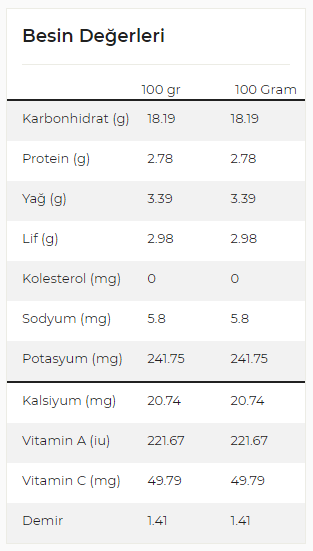 Besin Değerleri
100 gr 100 Gram
Karbonhidrat (g) 18.19 18.19
Protein (g) 2.78 2.78
Yağ (g) 3.39 3.39
Lif (g) 2.98 2.98
Kolesterol (mg) 0 0
Sodyum (mg) 5.8 5.8
Potasyum (mg) 241.75 241.75
Kalsiyum (mg) 20.74 20.74
Vitamin A (iu) 221.67 221.67
Vitamin C (mg) 49.79 49.79
Demir 1.41 1.41